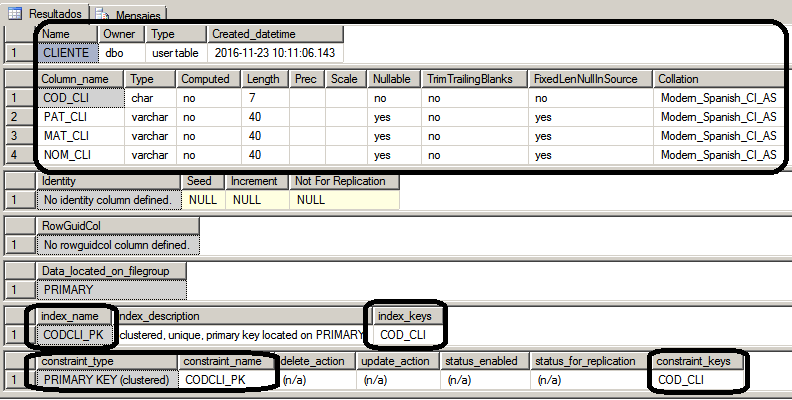 Resultados Mensajes
Name Owner Type Created_datetime
1 CLIENTE dbo user table 2016-11-23 10:11:06.143
Column_name Type Computed Length Prec Scale Nullable TrimTrailingBlanks FixedLenNullInSource Collation
1 COD_CLI char no 7 no no no Modern_Spanish_CI_AS
2 PAT_CLI varchar no 40 yes no yes Modern_Spanish_CI_AS
3 MAT_CLI varchar no 40 yes no yes Modern_Spanish_CI_AS
4 NOM_CLI varchar no 40 yes no yes Modern_Spanish_CI_AS
Identity Seed Increment Not For Replication
1 No identity column defined. NULL NULL NULL
RowGuidCol
1 No rowguidcol column defined.
Data_located_on_filegroup
1 PRIMARY
index_name index_description index_keys
1 CODCLI_PK clustered, unique, primary key located on PRIMARY COD_CLI
constraint_type constraint_name delete_action update_action status_enabled status_for_replication constraint_keys
1 PRIMARY KEY (clustered) CODCLI_PK (n/a) (n/a) (n/a) (n/a) COD_CLI